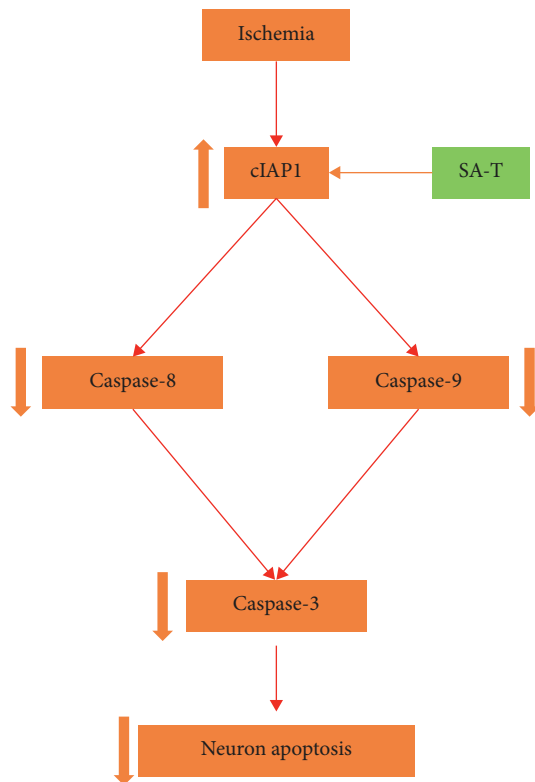 Ischemia
cIAP1
SA-T
Caspase-8
Caspase-9
Caspase-3
Neuron apoptosis